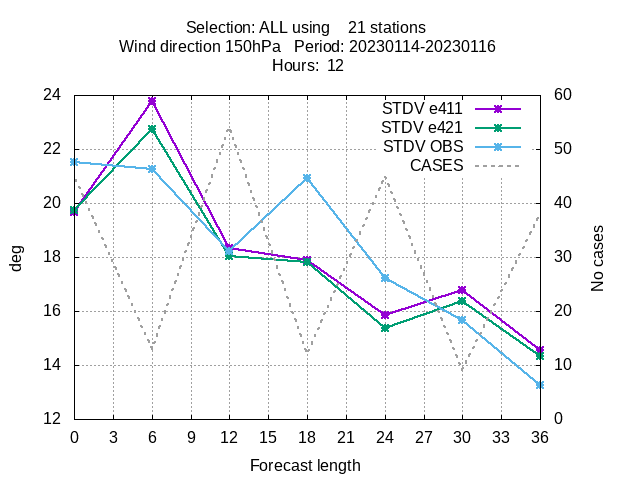 Selection: ALL using    21 stations
Wind direction 150hPa   Period: 20230114-20230116
Hours:  12
24 60
STDV e411
STDV e421
22 50
STDV OBS
CASES
20 40
18 30
deg
No cases
16 20
14 10
12 0
0 3 6 9 12 15 18 21 24 27 30 33 36
Forecast length